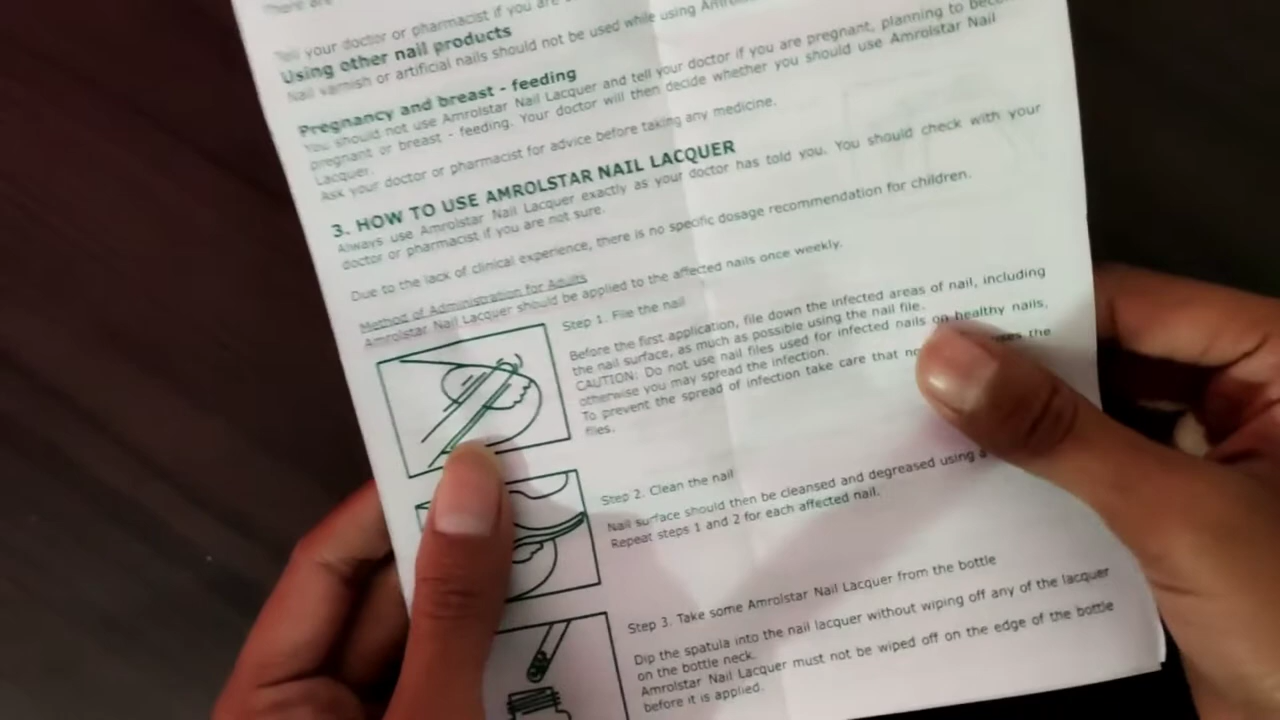 There are
Tell your doctor or pharmacist if you are
Using other nail products
Nail varnish or artificial nails should not be used while using
Pregnancy and breast - feeding
You should not use Amrolstar Nail Lacquer and tell your doctor if you are pregnant, planning to
pregnant or breast - feeding. Your doctor will then decide whether you should use Amrolstar Nail
Lacquer.
Ask your doctor or pharmacist for advice before taking any medicine.
3. HOW TO USE AMROLSTAR NAIL LACQUER
Always use Amrolstar Nail Lacquer exactly as your doctor has told you. You should check with your
doctor or pharmacist if you are not sure.
Due to the lack of clinical experience, there is no specific dosage recommendation for children.
Method of Administration for Adults
Amrolstar Nail Lacquer should be applied to the affected nails once weekly.
Step 1. File the nail
Before the first application, file down the infected areas of nail, including
the nail surface, as much as possible using the nail file.
CAUTION: Do not use nail files used for infected nails on healthy nails,
otherwise you may spread the infection.
To prevent the spread of infection take care that no uses the
files.
Step 2. Clean the nail
Nail surface should then be cleansed and degreased using a
Repeat steps 1 and 2 for each affected nail.
Step 3. Take some Amrolstar Nail Lacquer from the bottle
Dip the spatula into the nail lacquer without wiping off any of the lacquer
on the bottle neck.
Amrolstar Nail Lacquer must not be wiped off on the edge of the bottle
before it is applied.